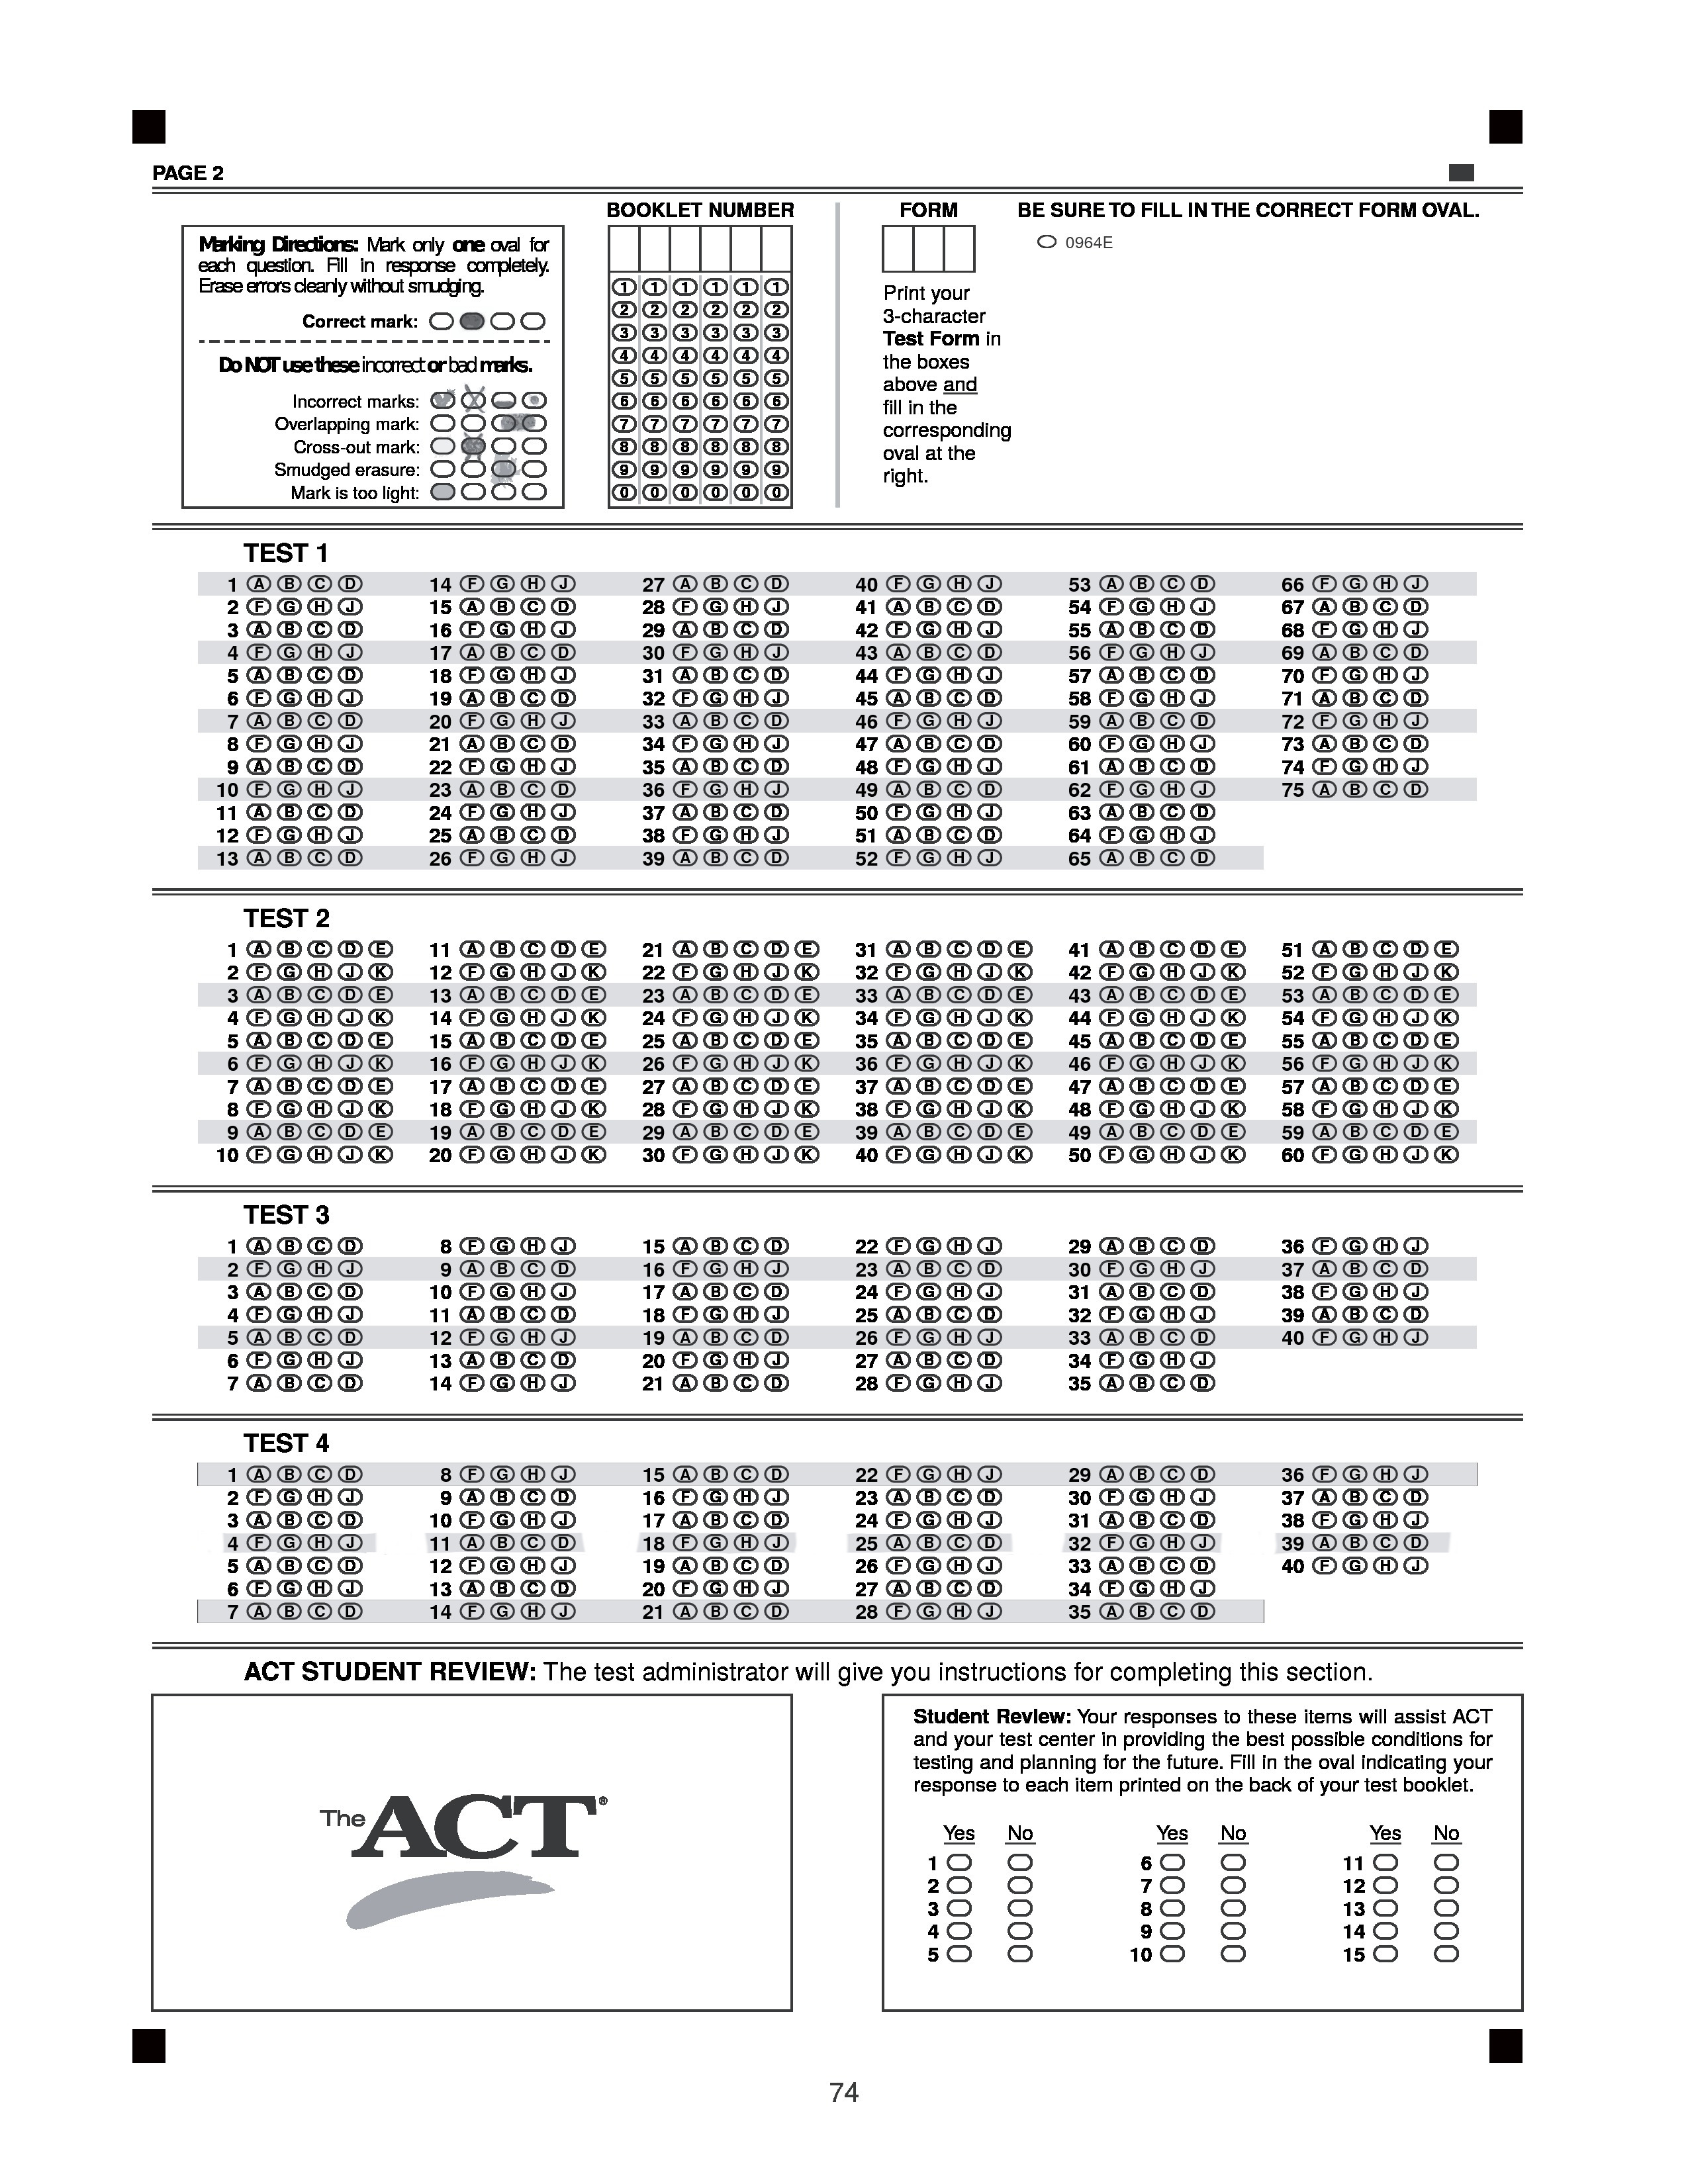 PAGE 2
BOOKLET NUMBER
FORM
BE SURE TO FILL IN THE CORRECT FORM OVAL.
0964E
Marking Directions: Mark only one oval for
each question. Fill in response completely.
Erase errors cleanly without smudging.
Correct mark:
Do NOT use these incorrect or bad marks.
Incorrect marks:
Overlapping mark:
Cross-out mark:
Smudged erasure:
Mark is too light:
1 1 1 1 1 1
2 2 2 2 2 2
3 3 3 3 3 3
4 4 4 4 4 4
5 5 5 5 5 5
6 6 6 6 6 6
7 7 7 7 7 7
8 8 8 8 8 8
9 9 9 9 9 9
0 0 0 0 0 0
Print your
3-character
Test Form in
the boxes
above and
fill in the
corresponding
oval at the
right.
TEST 1
1 A B C D 14 F G H J 27 A B C D 40 F G H J 53 A B C D 66 F G H J
2 F G H J 15 A B C D 28 F G H J 41 A B C D 54 F G H J 67 A B C D
3 A B C D 16 F G H J 29 A B C D 42 F G H J 55 A B C D 68 F G H J
4 F G H J 17 A B C D 30 F G H J 43 A B C D 56 F G H J 69 A B C D
5 A B C D 18 F G H J 31 A B C D 44 F G H J 57 A B C D 70 F G H J
6 F G H J 19 A B C D 32 F G H J 45 A B C D 58 F G H J 71 A B C D
7 A B C D 20 F G H J 33 A B C D 46 F G H J 59 A B C D 72 F G H J
8 F G H J 21 A B C D 34 F G H J 47 A B C D 60 F G H J 73 A B C D
9 A B C D 22 F G H J 35 A B C D 48 F G H J 61 A B C D 74 F G H J
10 F G H J 23 A B C D 36 F G H J 49 A B C D 62 F G H J 75 A B C D
11 A B C D 24 F G H J 37 A B C D 50 F G H J 63 A B C D
12 F G H J 25 A B C D 38 F G H J 51 A B C D 64 F G H J
13 A B C D 26 F G H J 39 A B C D 52 F G H J 65 A B C D
TEST 2
1 A B C D E 11 A B C D E 21 A B C D E 31 A B C D E 41 A B C D E 51 A B C D E
2 F G H J K 12 F G H J K 22 F G H J K 32 F G H J K 42 F G H J K 52 F G H J K
3 A B C D E 13 A B C D E 23 A B C D E 33 A B C D E 43 A B C D E 53 A B C D E
4 F G H J K 14 F G H J K 24 F G H J K 34 F G H J K 44 F G H J K 54 F G H J K
5 A B C D E 15 A B C D E 25 A B C D E 35 A B C D E 45 A B C D E 55 A B C D E
6 F G H J K 16 F G H J K 26 F G H J K 36 F G H J K 46 F G H J K 56 F G H J K
7 A B C D E 17 A B C D E 27 A B C D E 37 A B C D E 47 A B C D E 57 A B C D E
8 F G H J K 18 F G H J K 28 F G H J K 38 F G H J K 48 F G H J K 58 F G H J K
9 A B C D E 19 A B C D E 29 A B C D E 39 A B C D E 49 A B C D E 59 A B C D E
10 F G H J K 20 F G H J K 30 F G H J K 40 F G H J K 50 F G H J K 60 F G H J K
TEST 3
1 A B C D 8 F G H J 15 A B C D 22 F G H J 29 A B C D 36 F G H J
2 F G H J 9 A B C D 16 F G H J 23 A B C D 30 F G H J 37 A B C D
3 A B C D 10 F G H J 17 A B C D 24 F G H J 31 A B C D 38 F G H J
4 F G H J 11 A B C D 18 F G H J 25 A B C D 32 F G H J 39 A B C D
5 A B C D 12 F G H J 19 A B C D 26 F G H J 33 A B C D 40 F G H J
6 F G H J 13 A B C D 20 F G H J 27 A B C D 34 F G H J
7 A B C D 14 F G H J 21 A B C D 28 F G H J 35 A B C D
TEST 4
1 A B C D 8 F G H J 15 A B C D 22 F G H J 29 A B C D 36 F G H J
2 F G H J 9 A B C D 16 F G H J 23 A B C D 30 F G H J 37 A B C D
3 A B C D 10 F G H J 17 A B C D 24 F G H J 31 A B C D 38 F G H J
4 F G H J 11 A B C D 18 F G H J 25 A B C D 32 F G H J 39 A B C D
5 A B C D 12 F G H J 19 A B C D 26 F G H J 33 A B C D 40 F G H J
6 F G H J 13 A B C D 20 F G H J 27 A B C D 34 F G H J
7 A B C D 14 F G H J 21 A B C D 28 F G H J 35 A B C D
ACT STUDENT REVIEW: The test administrator will give you instructions for completing this section.
The ACT®
Student Review: Your responses to these items will assist ACT
and your test center in providing the best possible conditions for
testing and planning for the future. Fill in the oval indicating your
response to each item printed on the back of your test booklet.
Yes No Yes No Yes No
1 6 11
2 7 12
3 8 13
4 9 14
5 10 15
74